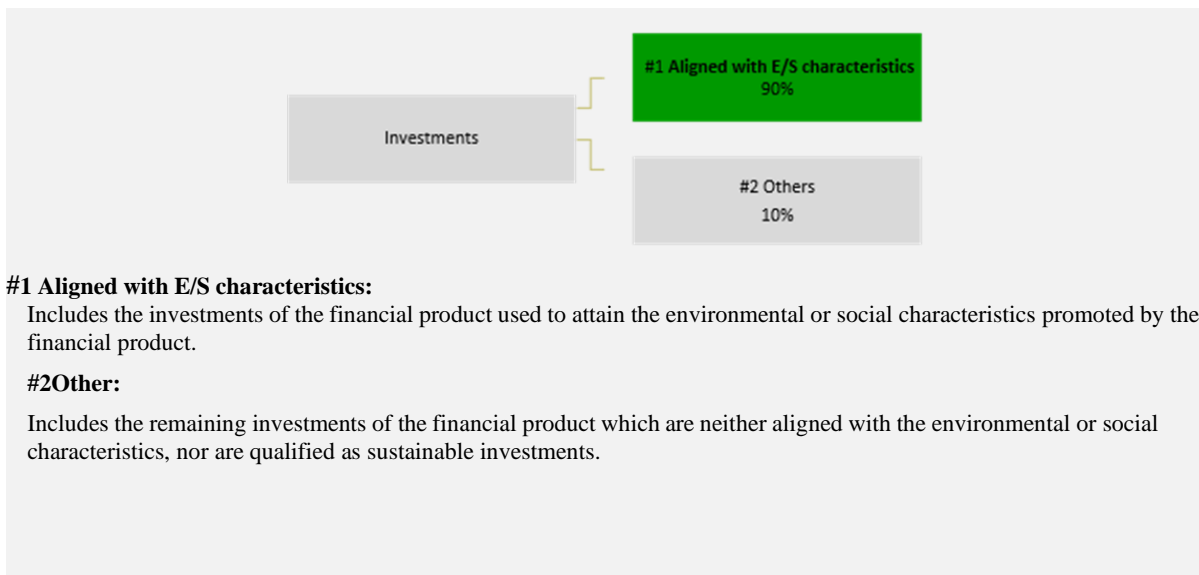 #1 Aligned with E/S characteristics
90%
Investments
#2 Others
10%
#1 Aligned with E/S characteristics:
Includes the investments of the financial product used to attain the environmental or social characteristics promoted by the
financial product.
#2Other:
Includes the remaining investments of the financial product which are neither aligned with the environmental or social
characteristics, nor are qualified as sustainable investments.